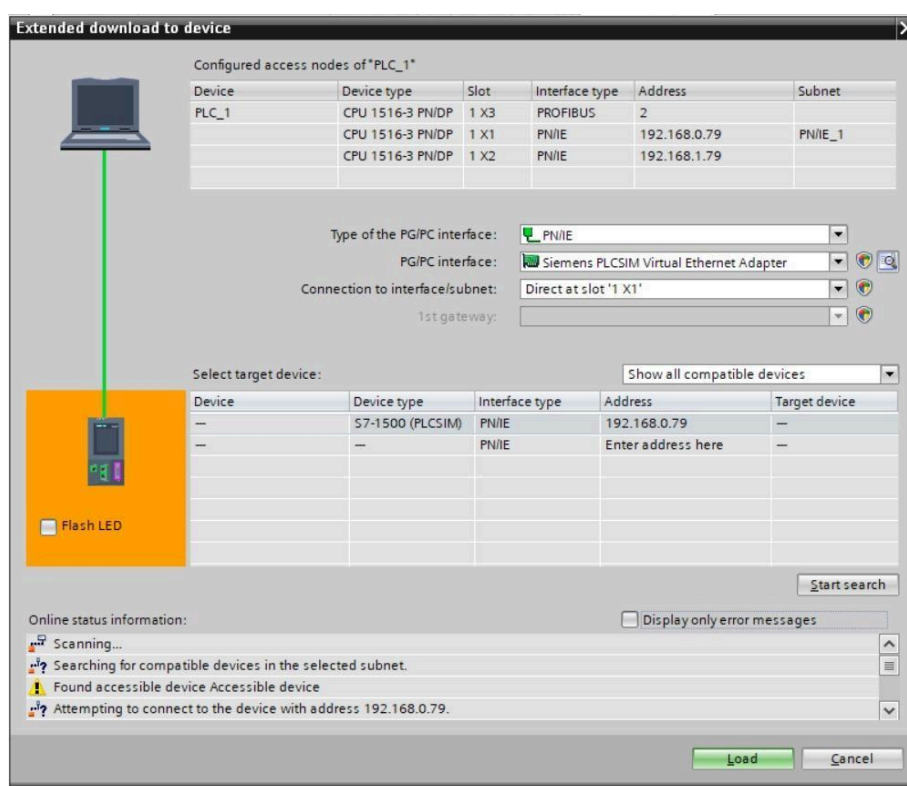 Extended download to device
Configured access nodes of "PLC_1"
Device Device type Slot Interface type Address Subnet
PLC_1 CPU 1516-3 PN/DP 1 X3 PROFIBUS 2
CPU 1516-3 PN/DP 1 X1 PN/IE 192.168.0.79 PN/IE_1
CPU 1516-3 PN/DP 1 X2 PN/IE 192.168.1.79
Type of the PG/PC interface: PN/IE
PG/PC interface: Siemens PLCSIM Virtual Ethernet Adapter
Connection to interface/subnet: Direct at slot '1 X1'
1st gateway:
Select target device: Show all compatible devices
Device Device type Interface type Address Target device
— S7-1500 (PLCSIM) PN/IE 192.168.0.79 —
— — PN/IE Enter address here —
Flash LED
Start search
Online status information: Display only error messages
Scanning...
Searching for compatible devices in the selected subnet.
Found accessible device Accessible device
Attempting to connect to the device with address 192.168.0.79.
Load Cancel